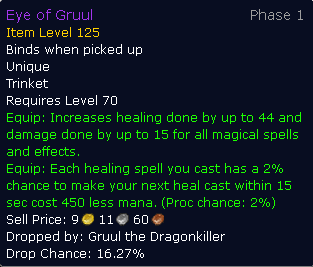 Eye of Gruul Phase 1
Item Level 125
Binds when picked up
Unique
Trinket
Requires Level 70
Equip: Increases healing done by up to 44 and
damage done by up to 15 for all magical spells
and effects.
Equip: Each healing spell you cast has a 2%
chance to make your next heal cast within 15
sec cost 450 less mana. (Proc chance: 2%)
Sell Price: 9 11 60
Dropped by: Gruul the Dragonkiller
Drop Chance: 16.27%